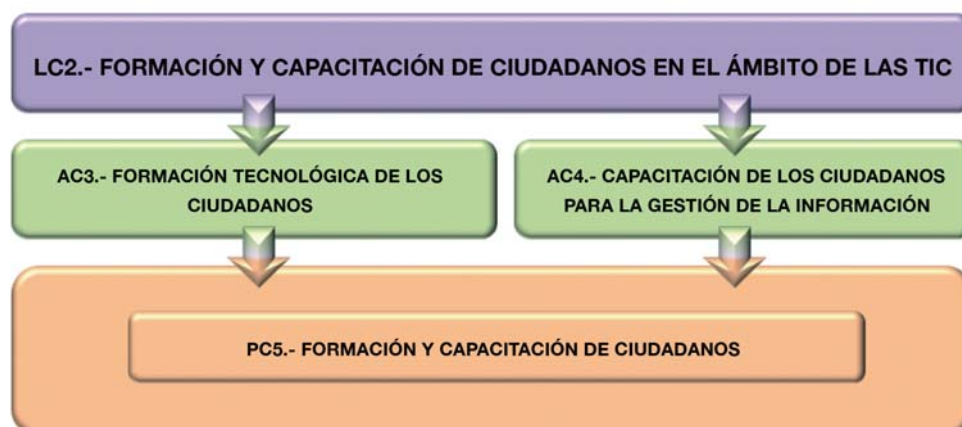 LC2.- FORMACIÓN Y CAPACITACIÓN DE CIUDADANOS EN EL ÁMBITO DE LAS TIC
AC3.- FORMACIÓN TECNOLÓGICA DE LOS
CIUDADANOS
AC4.- CAPACITACIÓN DE LOS CIUDADANOS
PARA LA GESTIÓN DE LA INFORMACIÓN
PC5.- FORMACIÓN Y CAPACITACIÓN DE CIUDADANOS